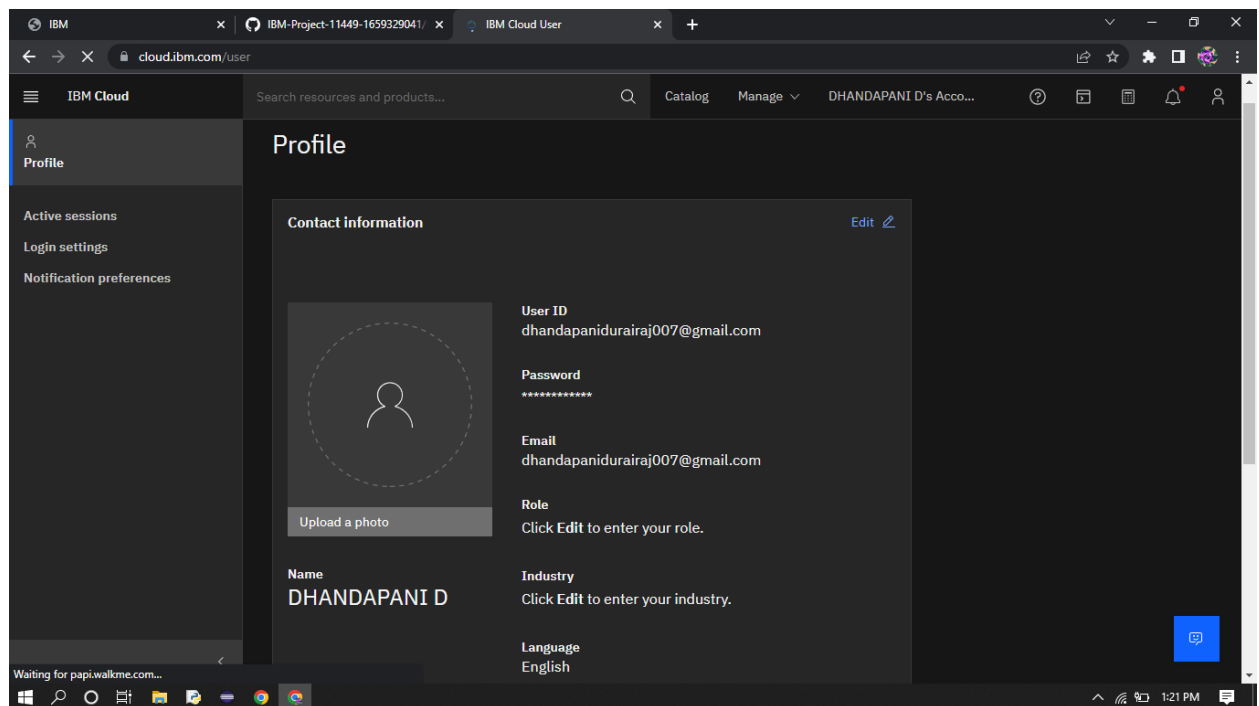 IBM
IBM-Project-11449-1659329041/
IBM Cloud User
cloud.ibm.com/user
IBM Cloud
Search resources and products...
Catalog
Manage
DHANDAPANI D's Acco...
Profile
Active sessions
Login settings
Notification preferences
Profile
Contact information
Edit
Upload a photo
Name
DHANDAPANI D
User ID
dhandapanidurairaj007@gmail.com
Password
************
Email
dhandapanidurairaj007@gmail.com
Role
Click Edit to enter your role.
Industry
Click Edit to enter your industry.
Language
English
Waiting for papi.walkme.com...
1:21 PM